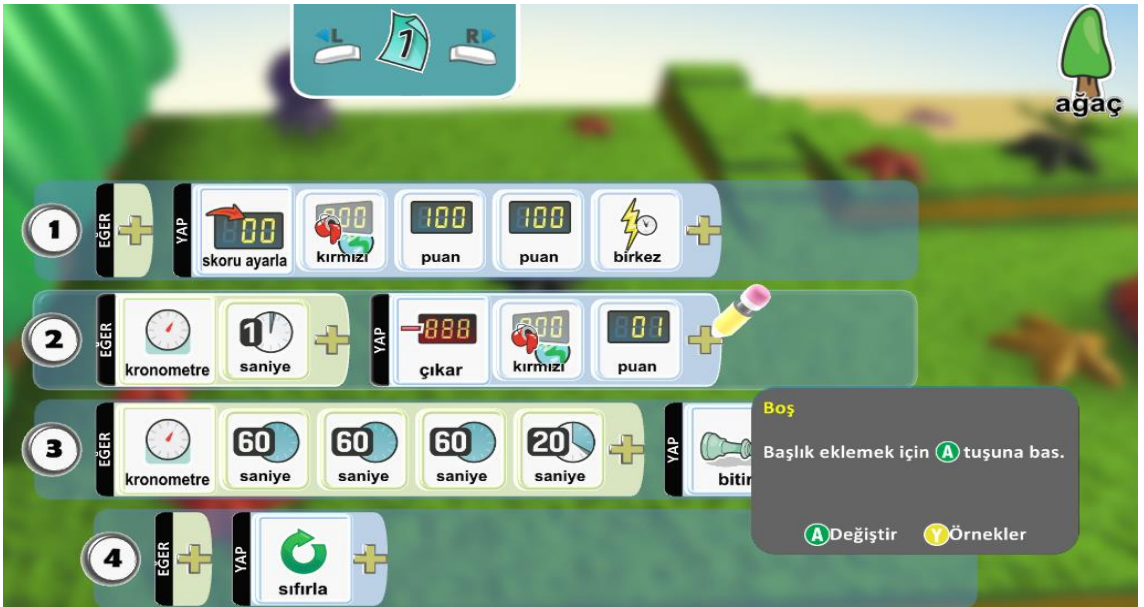 L 1 R
ağaç
1 EĞER YAP 00 skoru ayarla 000 kırmızı 100 puan 100 puan birkez
2 EĞER kronometre 1 saniye YAP 888 çıkar 000 kırmızı 01 puan
3 EĞER kronometre 60 saniye 60 saniye 60 saniye 20 saniye YAP bitir
Boş
Başlık eklemek için A tuşuna bas.
A Değiştir Y Örnekler
4 EĞER YAP sıfırla